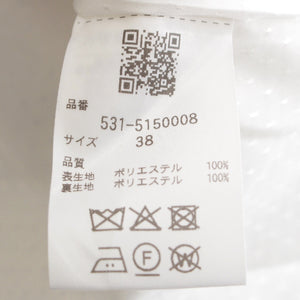 品番
531-5150008
サイズ 38
品質
表生地 ポリエステル 100%
裏生地 ポリエステル 100%